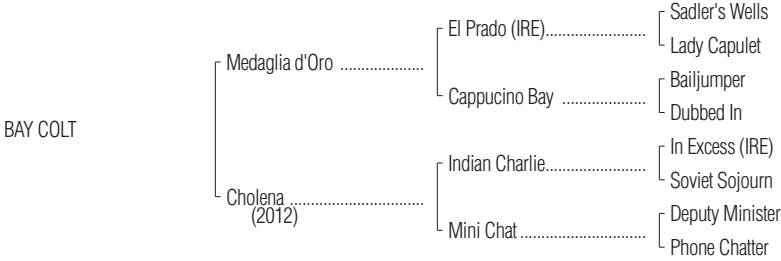 Sadler's Wells
El Prado (IRE).......................
Lady Capulet
Medaglia d'Oro ...................
Bailjumper
Cappucino Bay ...................
Dubbed In
BAY COLT
In Excess (IRE)
Indian Charlie.......................
Soviet Sojourn
Cholena ..............................
(2012)
Deputy Minister
Mini Chat ............................
Phone Chatter